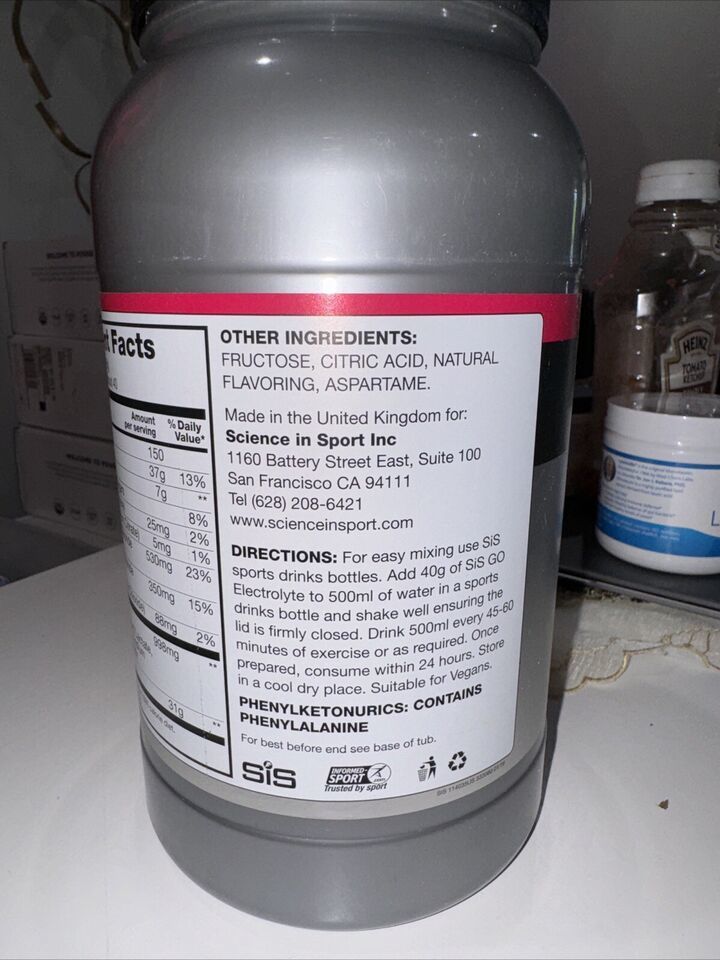 t Facts
Amount
per serving
% Daily
Value*
150
37g 13%
7g **
8%
25mg 2%
5mg 1%
530mg 23%
350mg 15%
88mg 2%
998mg **
31g **
OTHER INGREDIENTS:
FRUCTOSE, CITRIC ACID, NATURAL
FLAVORING, ASPARTAME.
Made in the United Kingdom for:
Science in Sport Inc
1160 Battery Street East, Suite 100
San Francisco CA 94111
Tel (628) 208-6421
www.scienceinsport.com
DIRECTIONS: For easy mixing use SiS
sports drinks bottles. Add 40g of SiS GO
Electrolyte to 500ml of water in a sports
drinks bottle and shake well ensuring the
lid is firmly closed. Drink 500ml every 45-60
minutes of exercise or as required. Once
prepared, consume within 24 hours. Store
in a cool dry place. Suitable for Vegans.
PHENYLKETONURICS: CONTAINS
PHENYLALANINE
For best before end see base of tub.
SiS
INFORMED-
SPORT
.com
Trusted by sport
HEINZ
TOMATO
KETCHUP
L